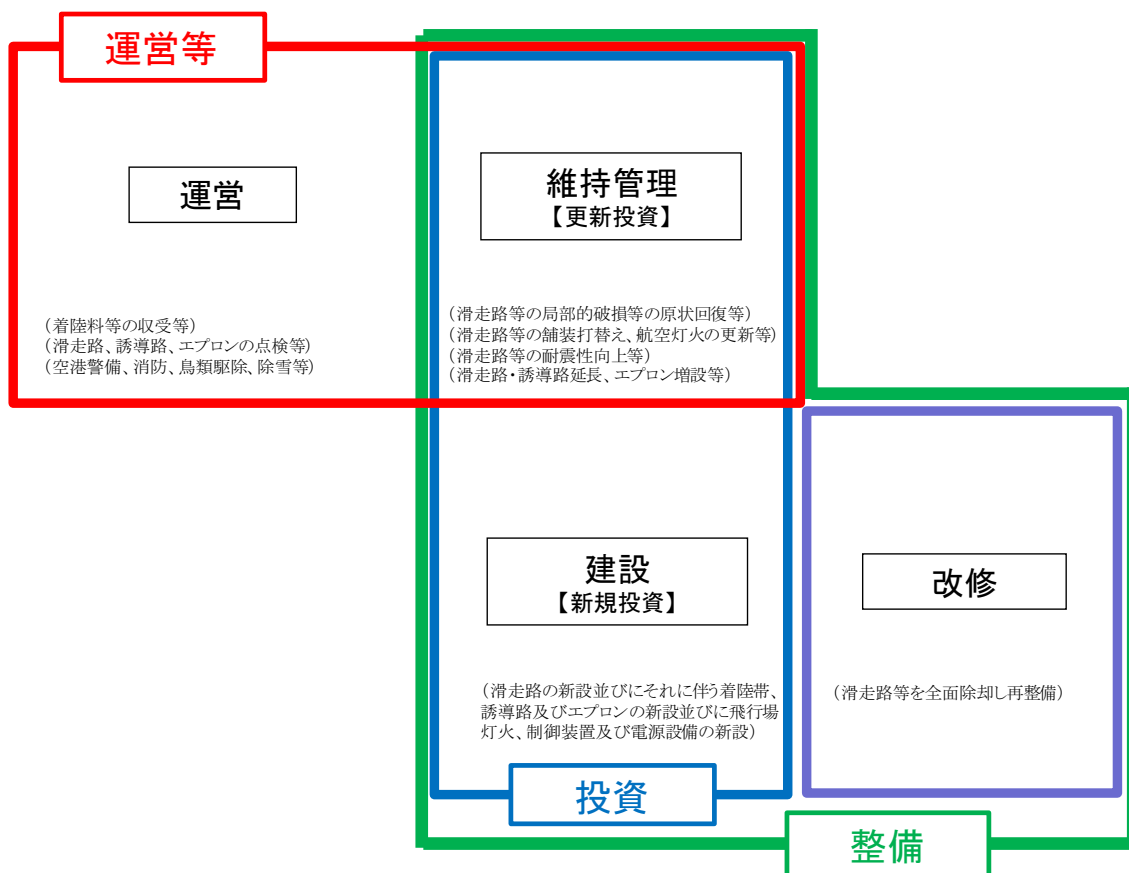 運営等
運営
(着陸料等の収受等)
(滑走路、誘導路、エプロンの点検等)
(空港警備、消防、鳥類駆除、除雪等)
維持管理
【更新投資】
(滑走路等の局部的破損等の原状回復等)
(滑走路等の舗装打替え、航空灯火の更新等)
(滑走路等の耐震性向上等)
(滑走路・誘導路延長、エプロン増設等)
建設
【新規投資】
(滑走路の新設並びにそれに伴う着陸帯、
誘導路及びエプロンの新設並びに飛行場
灯火、制御装置及び電源設備の新設)
改修
(滑走路等を全面除却し再整備)
投資
整備